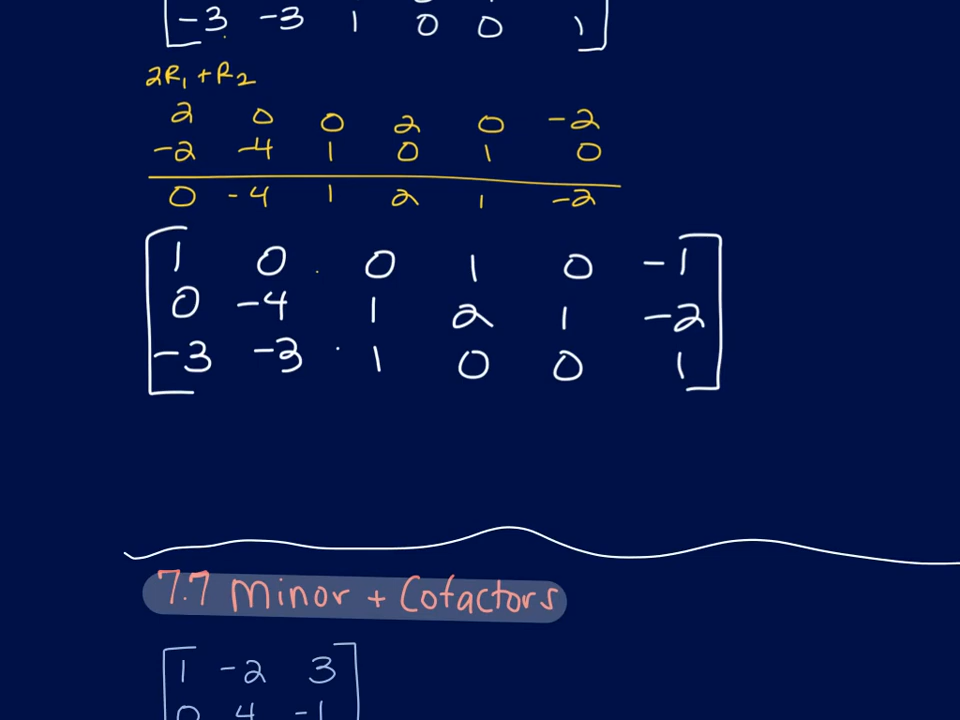 -3 -3 1 0 0 1
2R₁ + R₂
2 0 0 2 0 -2
-2 -4 1 0 1 0
0 -4 1 2 1 -2
1 0 0 1 0 -1
0 -4 1 2 1 -2
-3 -3 1 0 0 1
7.7 Minor + Cofactors
1 -2 3
0 4 -1